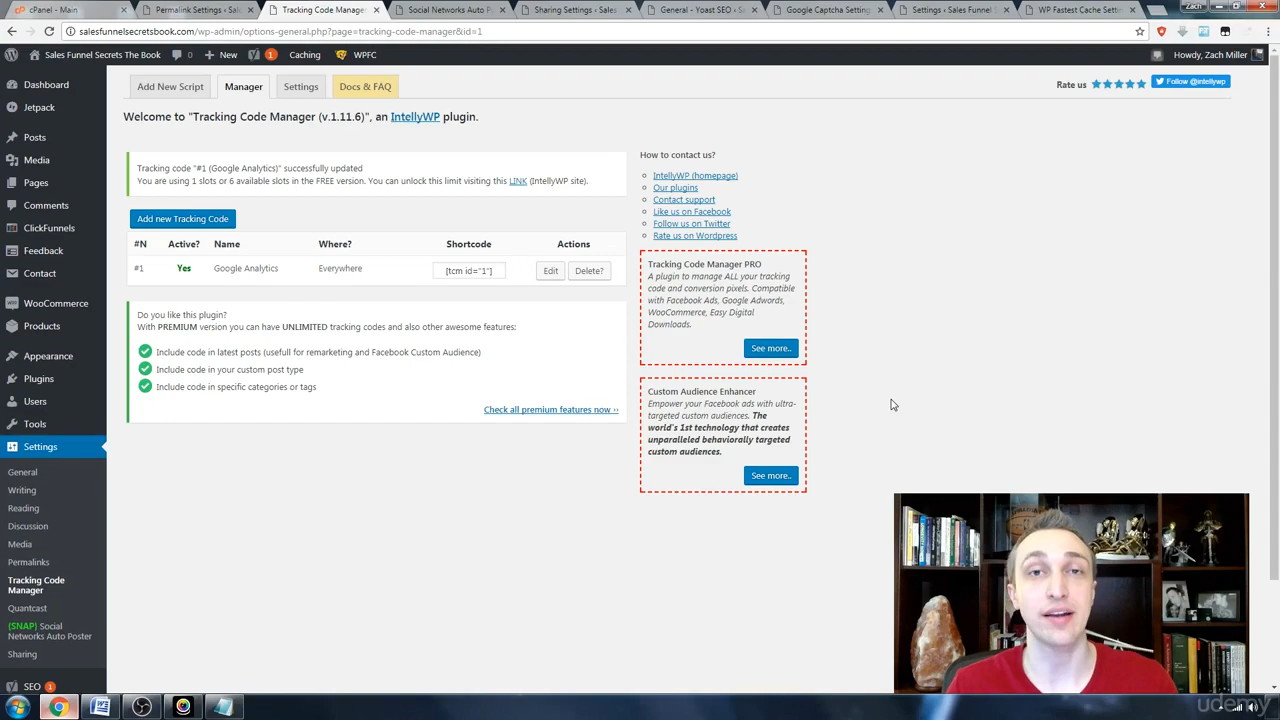 cPanel - Main
Permalink Settings ‹ Sal
Tracking Code Manager
Social Networks Auto P
Sharing Settings ‹ Sales
General - Yoast SEO ‹
Google Captcha Setting
Settings ‹ Sales Funnel
WP Fastest Cache Settin
Zach
salesfunnelsecretsbook.com/wp-admin/options-general.php?page=tracking-code-manager&id=1
Sales Funnel Secrets The Book
0
New
1
Caching
WPFC
Howdy, Zach Miller
Dashboard
Jetpack
Posts
Media
Pages
Comments
ClickFunnels
Feedback
Contact
WooCommerce
Products
Appearance
Plugins
Users
Tools
Settings
General
Writing
Reading
Discussion
Media
Permalinks
Tracking Code
Manager
Quantcast
(SNAP) Social
Networks Auto Poster
Sharing
SEO 1
Add New Script
Manager
Settings
Docs & FAQ
Rate us
Follow @intellywp
Welcome to "Tracking Code Manager (v.1.11.6)", an IntellyWP plugin.
Tracking code "#1 (Google Analytics)" successfully updated
You are using 1 slots or 6 available slots in the FREE version. You can unlock this limit visiting this LINK (IntellyWP site).
Add new Tracking Code
#N Active? Name Where? Shortcode Actions
#1 Yes Google Analytics Everywhere [tcm id="1"] Edit Delete?
Do you like this plugin?
With PREMIUM version you can have UNLIMITED tracking codes and also other awesome features:
Include code in latest posts (usefull for remarketing and Facebook Custom Audience)
Include code in your custom post type
Include code in specific categories or tags
Check all premium features now ››
How to contact us?
IntellyWP (homepage)
Our plugins
Contact support
Like us on Facebook
Follow us on Twitter
Rate us on Wordpress
Tracking Code Manager PRO
A plugin to manage ALL your tracking
code and conversion pixels. Compatible
with Facebook Ads, Google Adwords,
WooCommerce, Easy Digital
Downloads.
See more..
Custom Audience Enhancer
Empower your Facebook ads with ultra-
targeted custom audiences. The
world's 1st technology that creates
unparalleled behaviorally targeted
custom audiences.
See more..
udemy